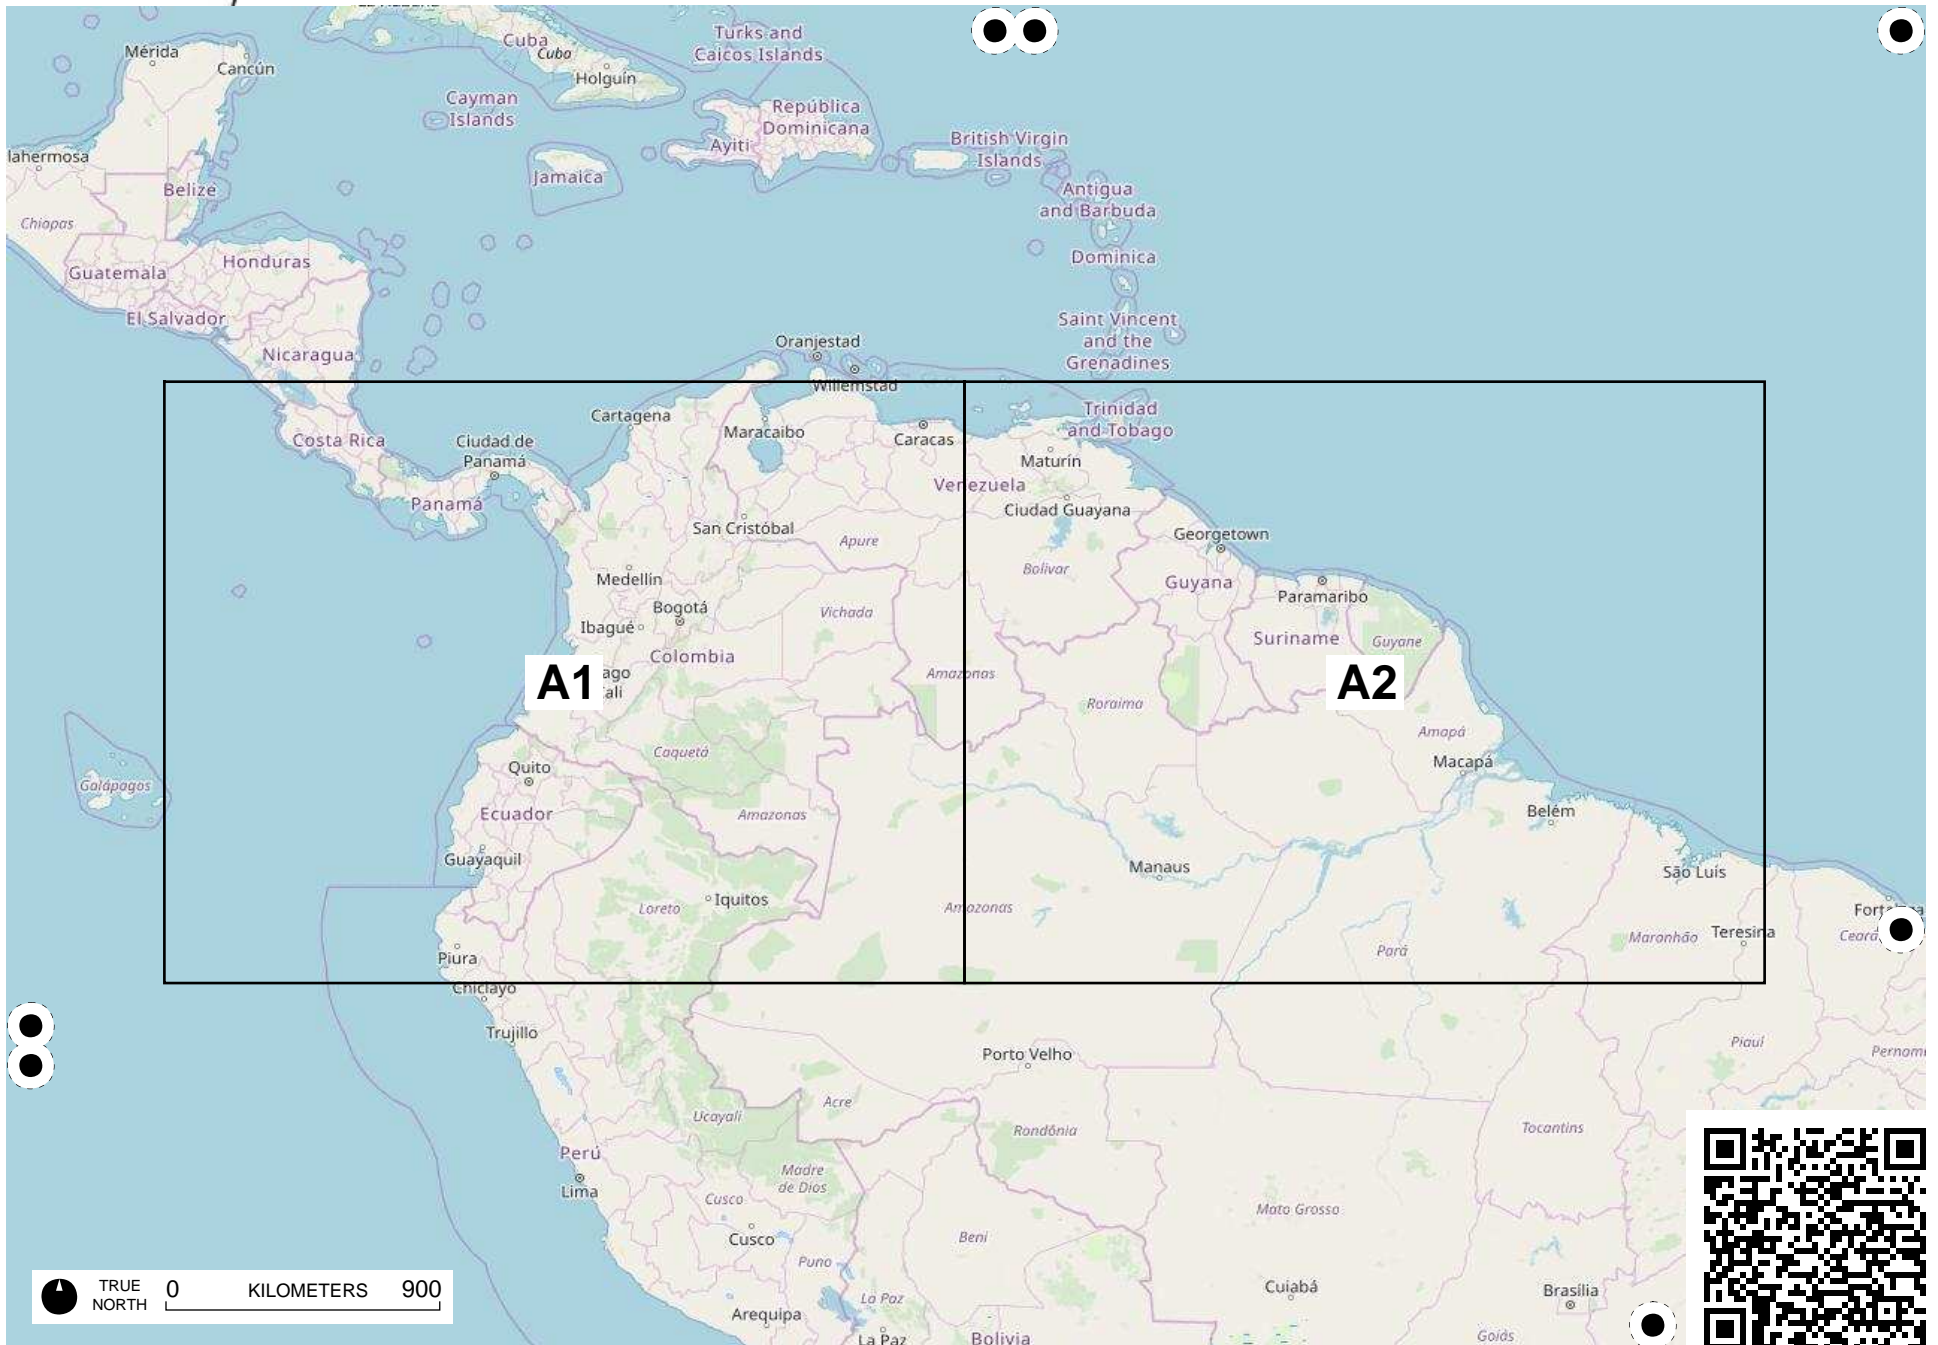 Mérida
Cancún
Cuba
Cuba
Holguín
Turks and
Caicos Islands
Cayman
Islands
República
Dominicana
Ayiti
British Virgin
Islands
lahermosa
Belize
Jamaica
Antigua
and Barbuda
Chiapas
Guatemala
Honduras
Dominica
El Salvador
Nicaragua
Saint Vincent
and the
Grenadines
Oranjestad
Willemstad
Cartagena
Maracaibo
Caracas
Trinidad
and Tobago
Costa Rica
Ciudad de
Panamá
Panamá
Maturín
Venezuela
Ciudad Guayana
San Cristóbal
Apure
Georgetown
Medellín
Bolívar
Guyana
Paramaribo
Bogotá
Vichada
Ibagué
Colombia
Suriname
Guyane
A1
ago
ali
Amazonas
A2
Roraima
Amapá
Caquetá
Quito
Macapá
Galápagos
Ecuador
Amazonas
Belém
Guayaquil
Manaus
São Luís
Loreto
Iquitos
Amazonas
Piura
Pará
Maranhão
Teresina
Ceará
Chiclayo
Trujillo
Porto Velho
Piauí
Ucayali
Acre
Rondônia
Tocantins
Perú
Lima
Madre
de Dios
Cusco
Cusco
Mato Grosso
Beni
Puno
La Paz
Cuiabá
Brasília
Arequipa
La Paz
Bolivia
Goiás
TRUE
NORTH
0 KILOMETERS 900